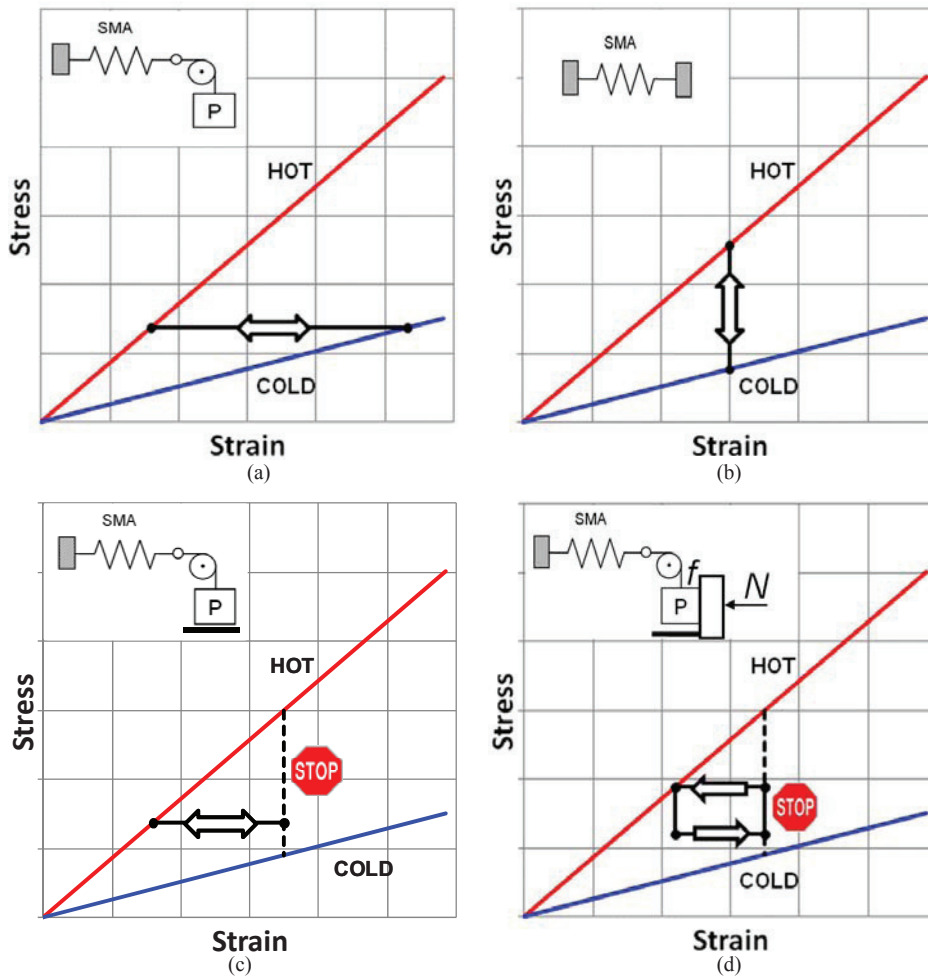 SMA
P
HOT
COLD
Stress
Strain
(a)
SMA
HOT
COLD
Stress
Strain
(b)
SMA
P
HOT
STOP
COLD
Stress
Strain
(c)
SMA
f
P
N
HOT
STOP
COLD
Stress
Strain
(d)